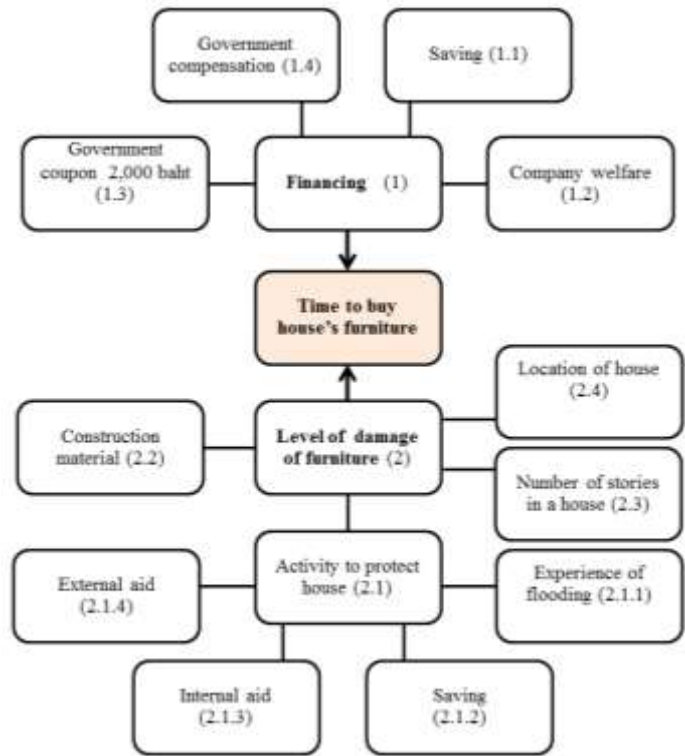 Government
compensation (1.4)
Saving (1.1)
Government
coupon 2,000 baht
(1.3)
Financing (1)
Company welfare
(1.2)
Time to buy
house's furniture
Location of house
(2.4)
Construction
material (2.2)
Level of damage
of furniture (2)
Number of stories
in a house (2.3)
External aid
(2.1.4)
Activity to protect
house (2.1)
Experience of
flooding (2.1.1)
Internal aid
(2.1.3)
Saving
(2.1.2)